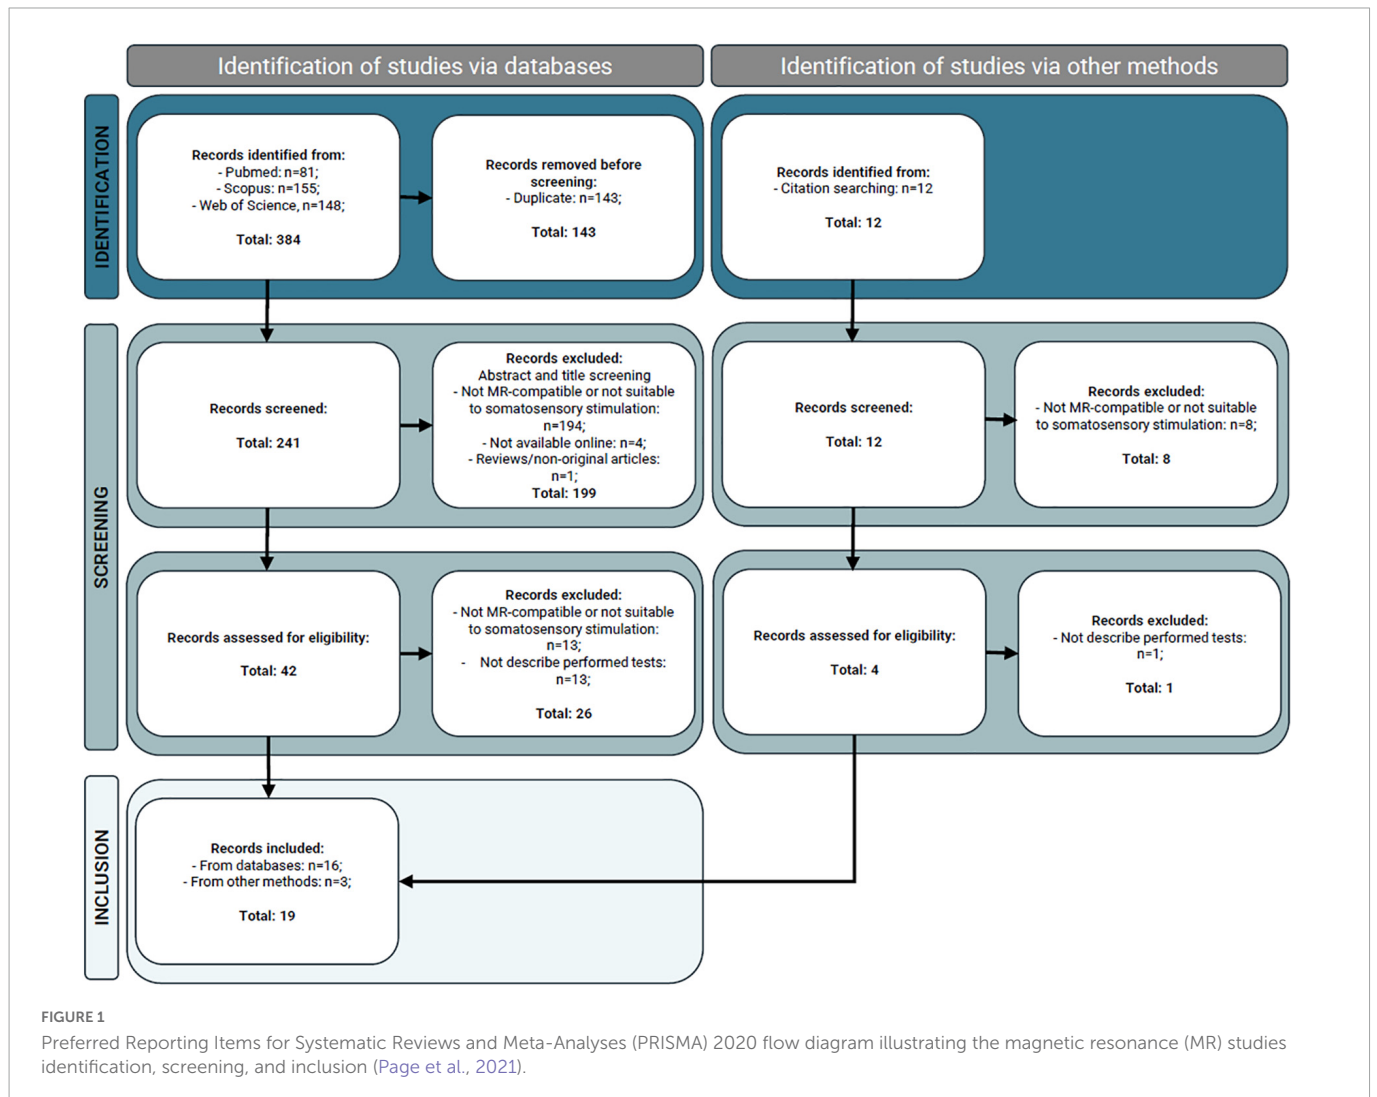 Identification of studies via databases
Identification of studies via other methods
IDENTIFICATION
Records identified from:
- Pubmed: n=81;
- Scopus: n=155;
- Web of Science, n=148;
Total: 384
Records removed before
screening:
- Duplicate: n=143;
Total: 143
Records identified from:
- Citation searching: n=12
Total: 12
SCREENING
Records screened:
Total: 241
Records excluded:
Abstract and title screening
- Not MR-compatible or not suitable
to somatosensory stimulation:
n=194;
- Not available online: n=4;
- Reviews/non-original articles:
n=1;
Total: 199
Records screened:
Total: 12
Records excluded:
- Not MR-compatible or not suitable
to somatosensory stimulation: n=8;
Total: 8
Records assessed for eligibility:
Total: 42
Records excluded:
- Not MR-compatible or not suitable
to somatosensory stimulation:
n=13;
- Not describe performed tests:
n=13;
Total: 26
Records assessed for eligibility:
Total: 4
Records excluded:
- Not describe performed tests:
n=1;
Total: 1
INCLUSION
Records included:
- From databases: n=16;
- From other methods: n=3;
Total: 19
FIGURE 1
Preferred Reporting Items for Systematic Reviews and Meta-Analyses (PRISMA) 2020 flow diagram illustrating the magnetic resonance (MR) studies
identification, screening, and inclusion (Page et al., 2021).